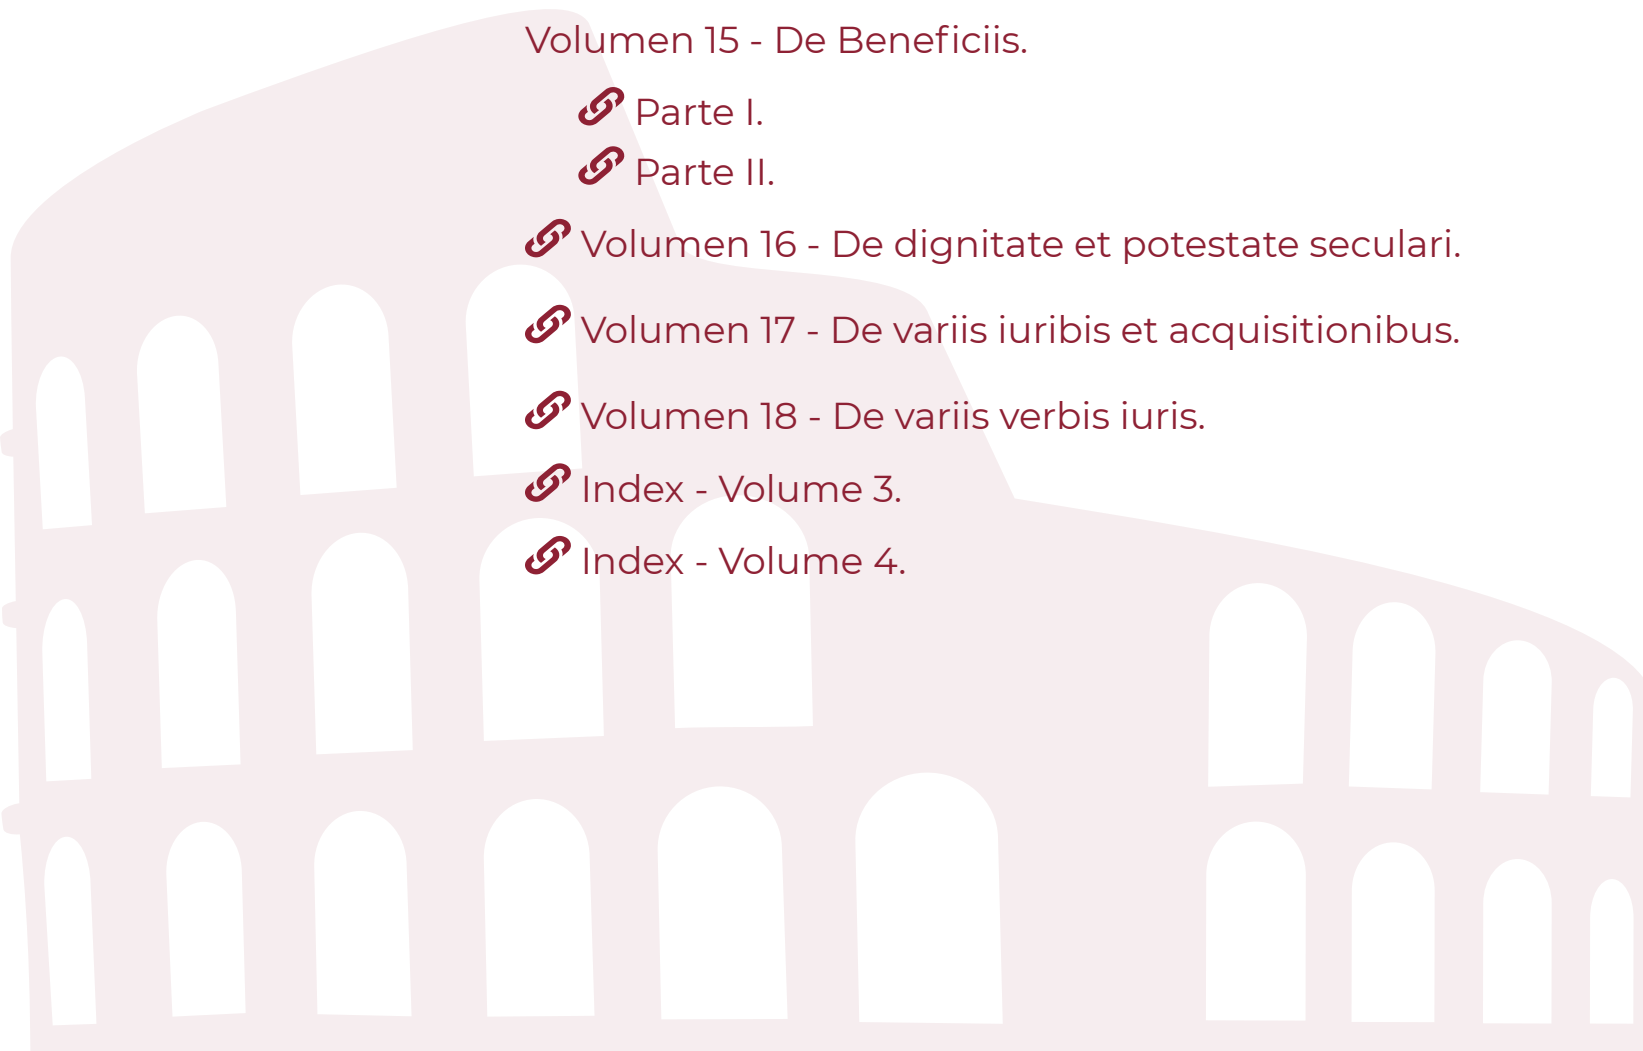 Volumen 15 - De Beneficiis.
Parte I.
Parte II.
Volumen 16 - De dignitate et potestate seculari.
Volumen 17 - De variis iuribis et acquisitionibus.
Volumen 18 - De variis verbis iuris.
Index - Volume 3.
Index - Volume 4.